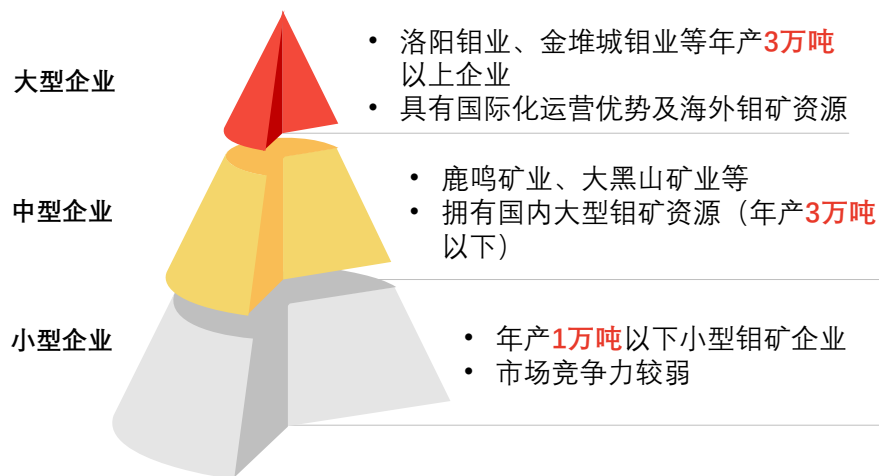 大型企业
• 洛阳钼业、金堆城钼业等年产3万吨
以上企业
• 具有国际化运营优势及海外钼矿资源
中型企业
• 鹿鸣矿业、大黑山矿业等
• 拥有国内大型钼矿资源（年产3万吨
以下）
小型企业
• 年产1万吨以下小型钼矿企业
• 市场竞争力较弱